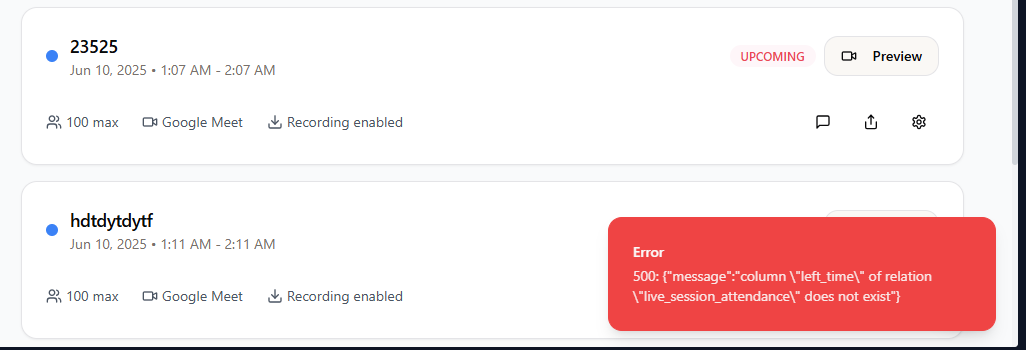 23525
Jun 10, 2025 • 1:07 AM - 2:07 AM
UPCOMING
Preview
100 max
Google Meet
Recording enabled
hdtdytdytf
Jun 10, 2025 • 1:11 AM - 2:11 AM
100 max
Google Meet
Recording enabled
Error
500: {"message":"column \"left_time\" of relation
\"live_session_attendance\" does not exist"}